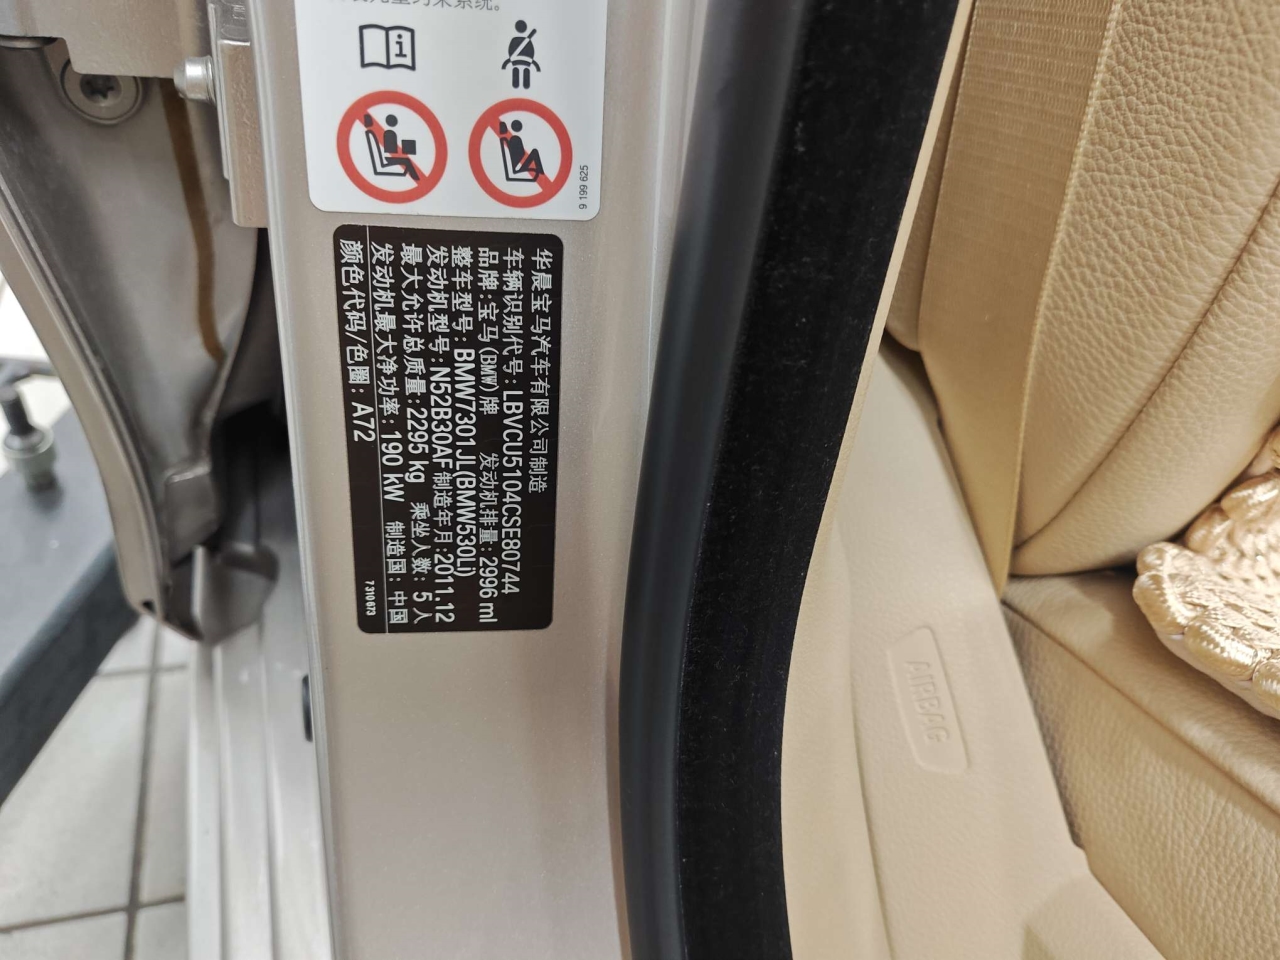 华晨宝马汽车有限公司制造
车辆识别代号:LBVCU5104CSE80744
品牌:宝马(BMW)牌 发动机排量:2996 ml
整车型号:BMW7301JL(BMW530Li)
发动机型号:N52B30AF 制造年月:2011.12
最大允许总质量:2295 kg 乘坐人数:5人
发动机最大净功率:190 kW 制造国:中国
颜色代码/色圈:A72
7 310 673
9 199 625
AIRBAG